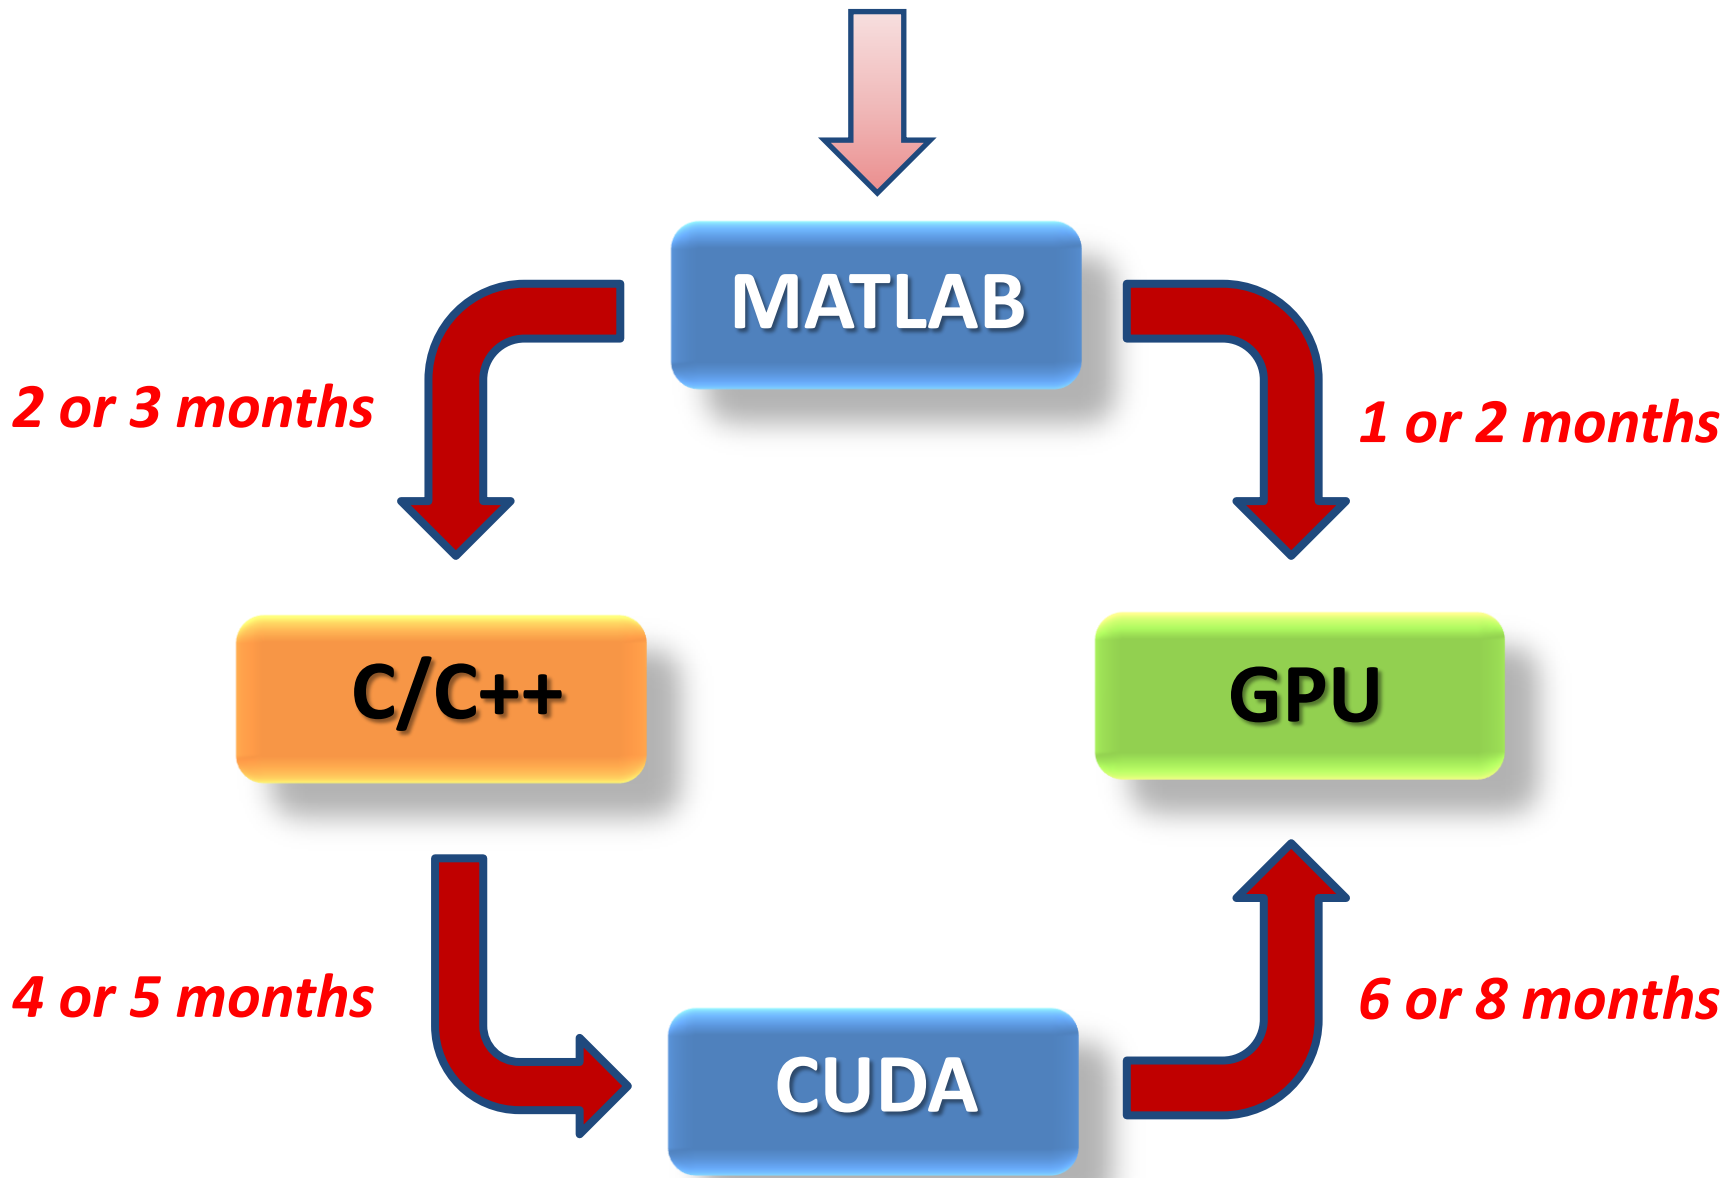 MATLAB
2 or 3 months
1 or 2 months
C/C++
GPU
4 or 5 months
6 or 8 months
CUDA